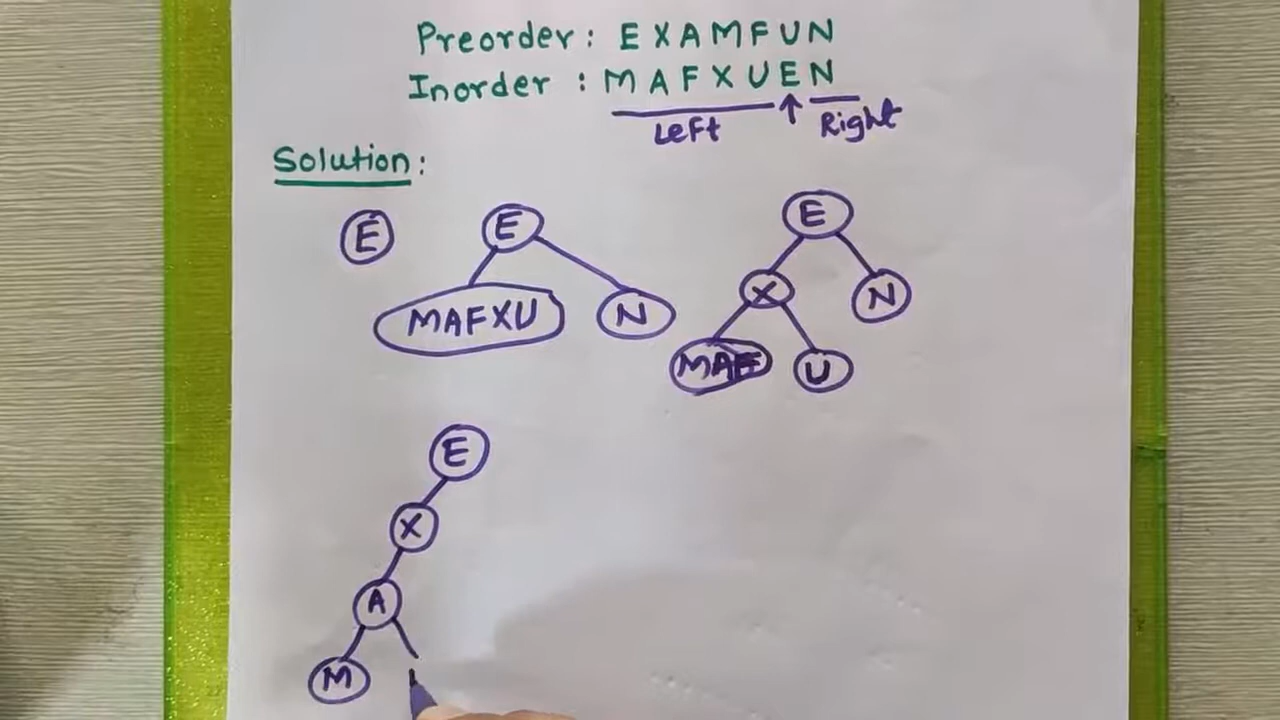 Preorder: EXAMFUN
Inorder : MAFXUEN
Left Right
Solution:
E E E
MAFXU N X N
MAF U
E
X
A
M